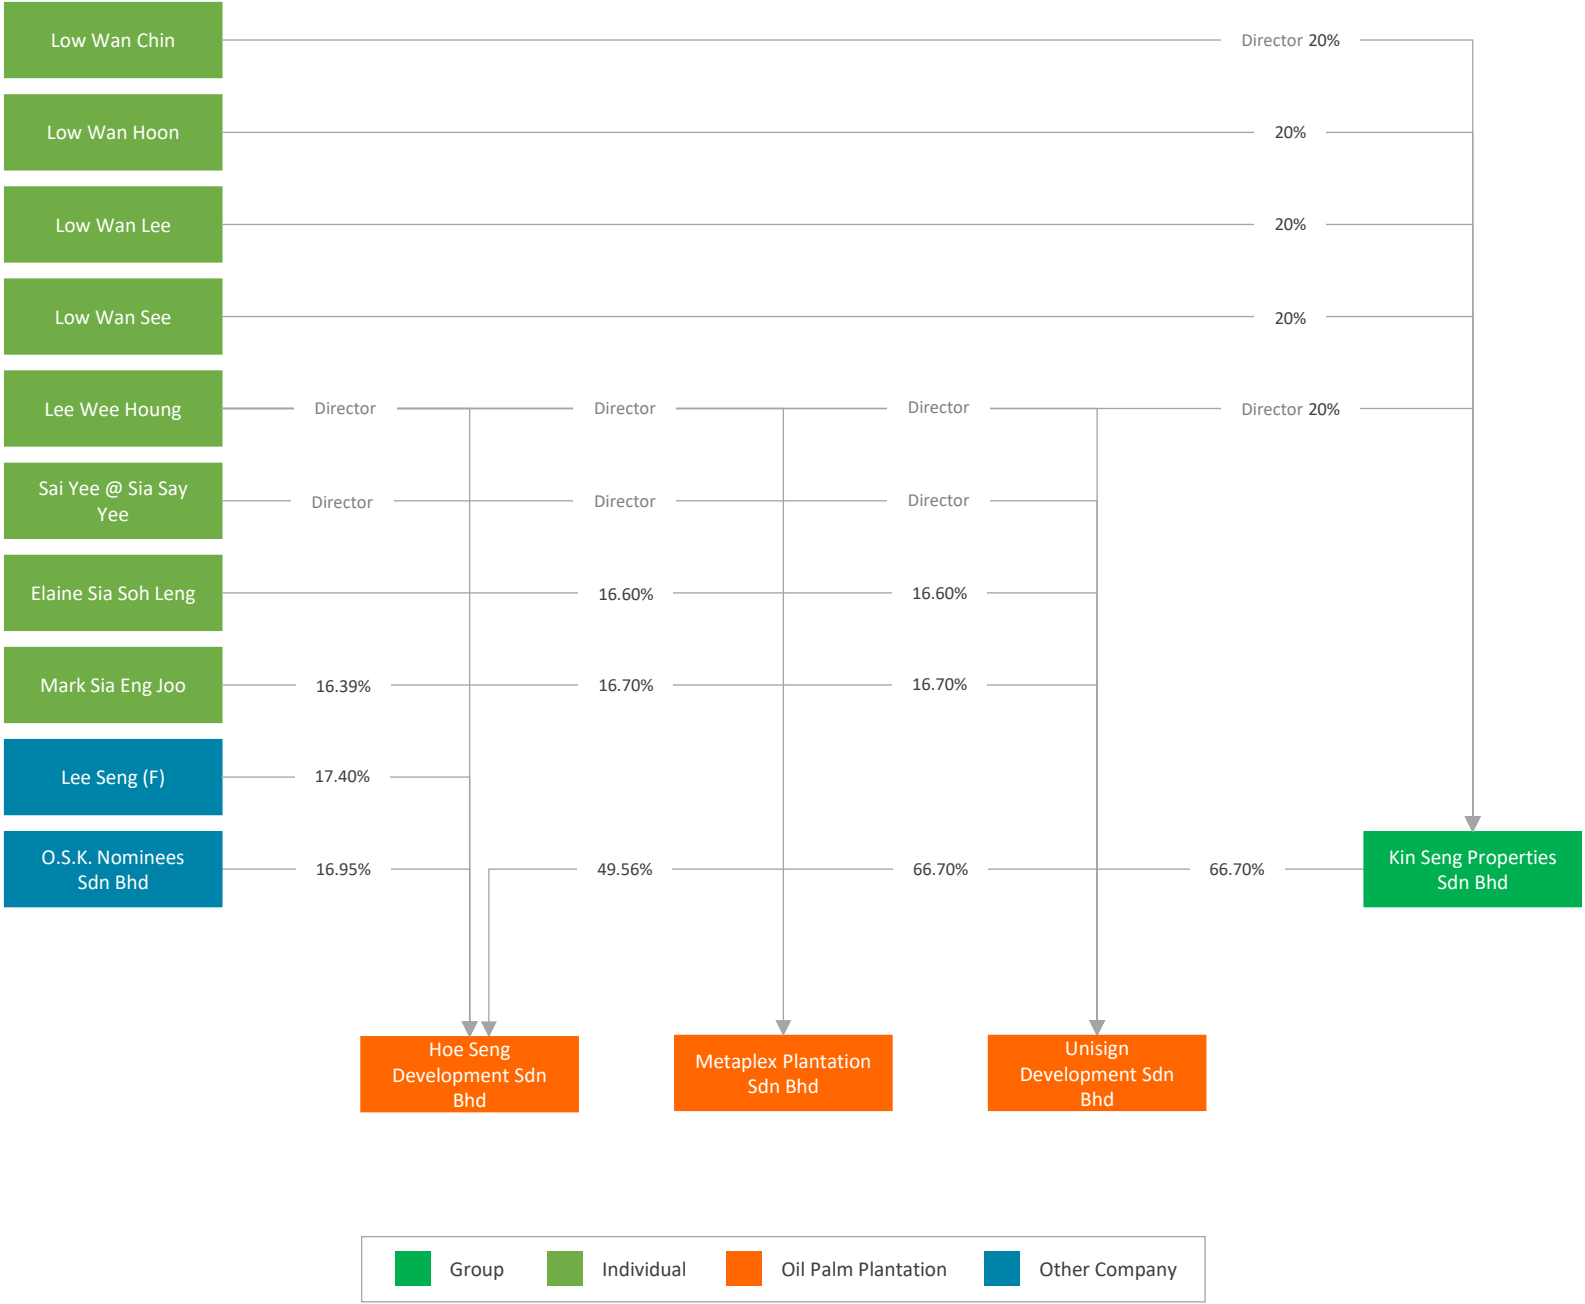 Low Wan Chin
Director 20%
Low Wan Hoon
20%
Low Wan Lee
20%
Low Wan See
20%
Lee Wee Houng
Director
Director
Director
Director 20%
Sai Yee @ Sia Say
Yee
Director
Director
Director
Elaine Sia Soh Leng
16.60%
16.60%
Mark Sia Eng Joo
16.39%
16.70%
16.70%
Lee Seng (F)
17.40%
O.S.K. Nominees
Sdn Bhd
16.95%
49.56%
66.70%
66.70%
Kin Seng Properties
Sdn Bhd
Hoe Seng
Development Sdn
Bhd
Metaplex Plantation
Sdn Bhd
Unisign
Development Sdn
Bhd
Group
Individual
Oil Palm Plantation
Other Company